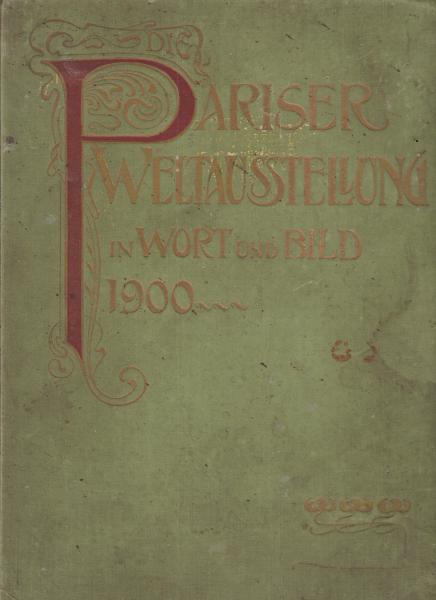 DIE
PARISER
WELTAUSSTELLUNG
IN WORT UND BILD
1900